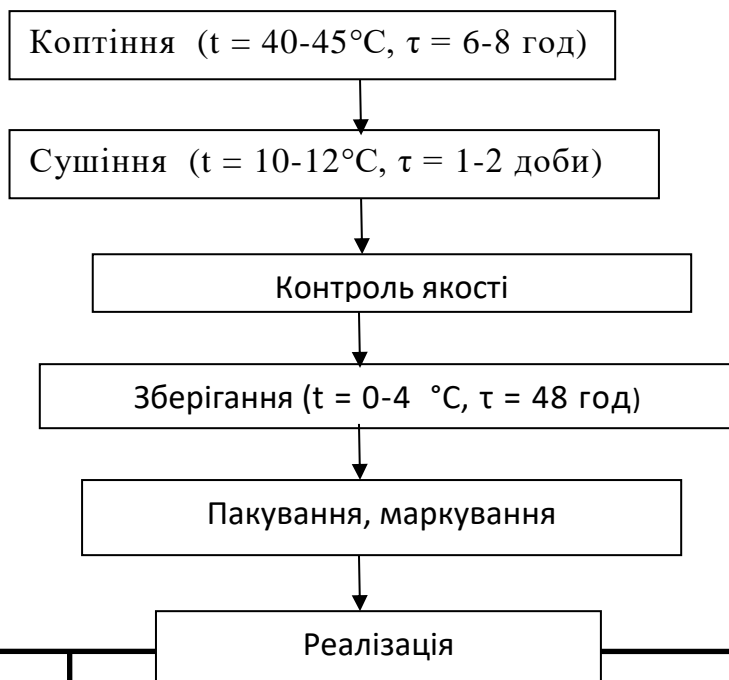 Коптіння (t = 40-45°C, τ = 6-8 год)
Сушіння (t = 10-12°C, τ = 1-2 доби)
Контроль якості
Зберігання (t = 0-4 °C, τ = 48 год)
Пакування, маркування
Реалізація